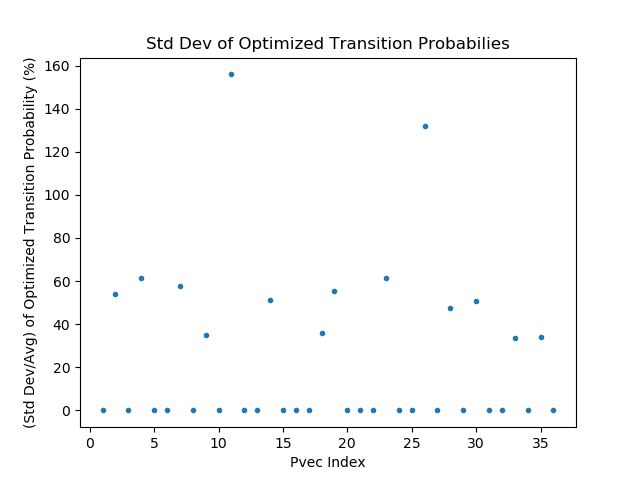 Std Dev of Optimized Transition Probabilies
(Std Dev/Avg) of Optimized Transition Probability (%)
160
140
120
100
80
60
40
20
0
0 5 10 15 20 25 30 35
Pvec Index